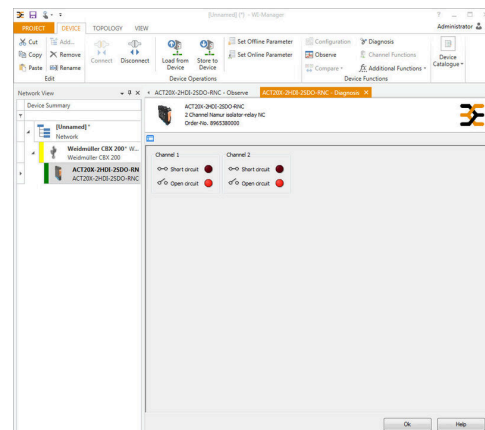 [Unnamed] (*) - WI-Manager
PROJECT DEVICE TOPOLOGY VIEW Administrator
Cut Add...
Copy Remove
Paste Rename
Edit
Connect Disconnect
Load from Device
Store to Device
Set Offline Parameter
Set Online Parameter
Device Operations
Configuration Diagnosis
Observe Channel Functions
Compare Additional Functions
Device Functions
Device Catalogue
Network View
Device Summary
[Unnamed] *
Network
Weidmüller CBX 200* W...
Weidmüller CBX 200
ACT20X-2HDI-2SDO-RN
ACT20X-2HDI-2SDO-RNC
ACT20X-2HDI-2SDO-RNC - Observe
ACT20X-2HDI-2SDO-RNC - Diagnosis
ACT20X-2HDI-2SDO-RNC
2 Channel Namur isolator-relay NC
Order-No. 8965380000
Channel 1 Channel 2
Short circuit Short circuit
Open circuit Open circuit
Ok Help